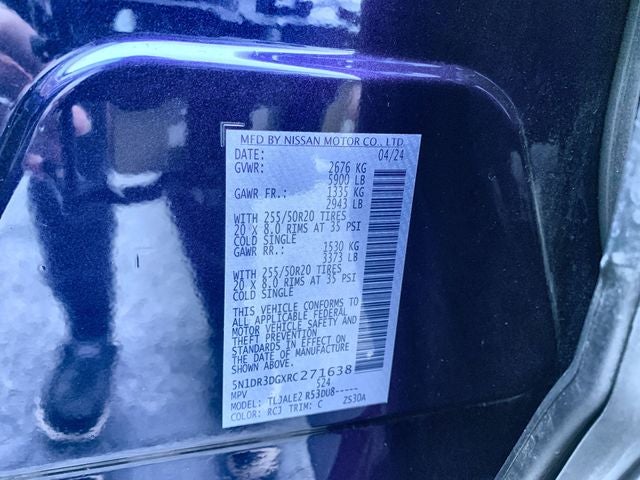 MFD BY NISSAN MOTOR CO., LTD
DATE: 04/24
GVWR: 2676 KG
5900 LB
GAWR FR.: 1335 KG
2943 LB
WITH 255/50R20 TIRES
20 X 8.0 RIMS AT 35 PSI
COLD SINGLE
GAWR RR.: 1530 KG
3373 LB
WITH 255/50R20 TIRES
20 X 8.0 RIMS AT 35 PSI
COLD SINGLE
THIS VEHICLE CONFORMS TO
ALL APPLICABLE FEDERAL
MOTOR VEHICLE SAFETY AND
THEFT PREVENTION
STANDARDS IN EFFECT ON
THE DATE OF MANUFACTURE
SHOWN ABOVE.
5N1DR3DGXRC271638
MPV 524
MODEL: TLJALE2 R53DU8-----
COLOR: RCJ TRIM: C ZS30A